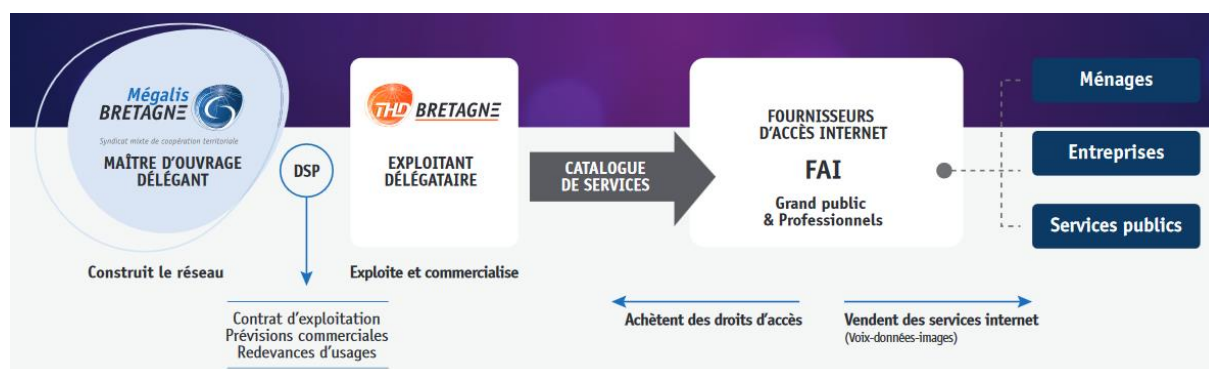 Mégalis
BRETAGNE
Syndicat mixte de coopération territoriale
MAÎTRE D'OUVRAGE
DÉLÉGANT
Construit le réseau
DSP
Contrat d'exploitation
Prévisions commerciales
Redevances d'usages
THD BRETAGNE
EXPLOITANT
DÉLÉGATAIRE
Exploite et commercialise
CATALOGUE
DE SERVICES
FOURNISSEURS
D'ACCÈS INTERNET
FAI
Grand public
& Professionnels
Achètent des droits d'accès
Vendent des services internet
(Voix-données-images)
Ménages
Entreprises
Services publics